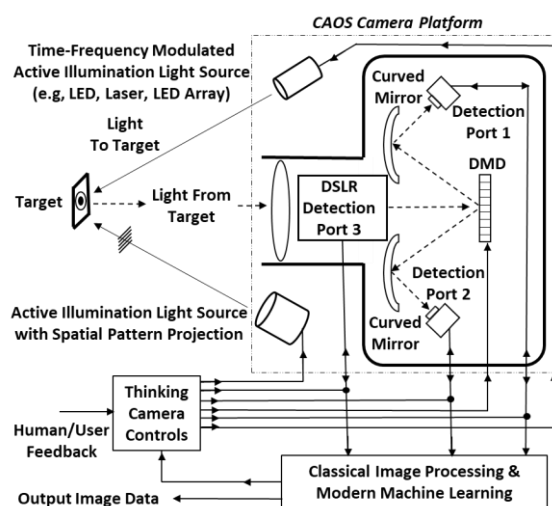 CAOS Camera Platform
Time-Frequency Modulated
Active Illumination Light Source
(e.g, LED, Laser, LED Array)
Light
To Target
Curved
Mirror
Detection
Port 1
DMD
Target
Light From
Target
DSLR
Detection
Port 3
Detection
Port 2
Curved
Mirror
Active Illumination Light Source
with Spatial Pattern Projection
Thinking
Camera
Controls
Human/User
Feedback
Classical Image Processing &
Modern Machine Learning
Output Image Data